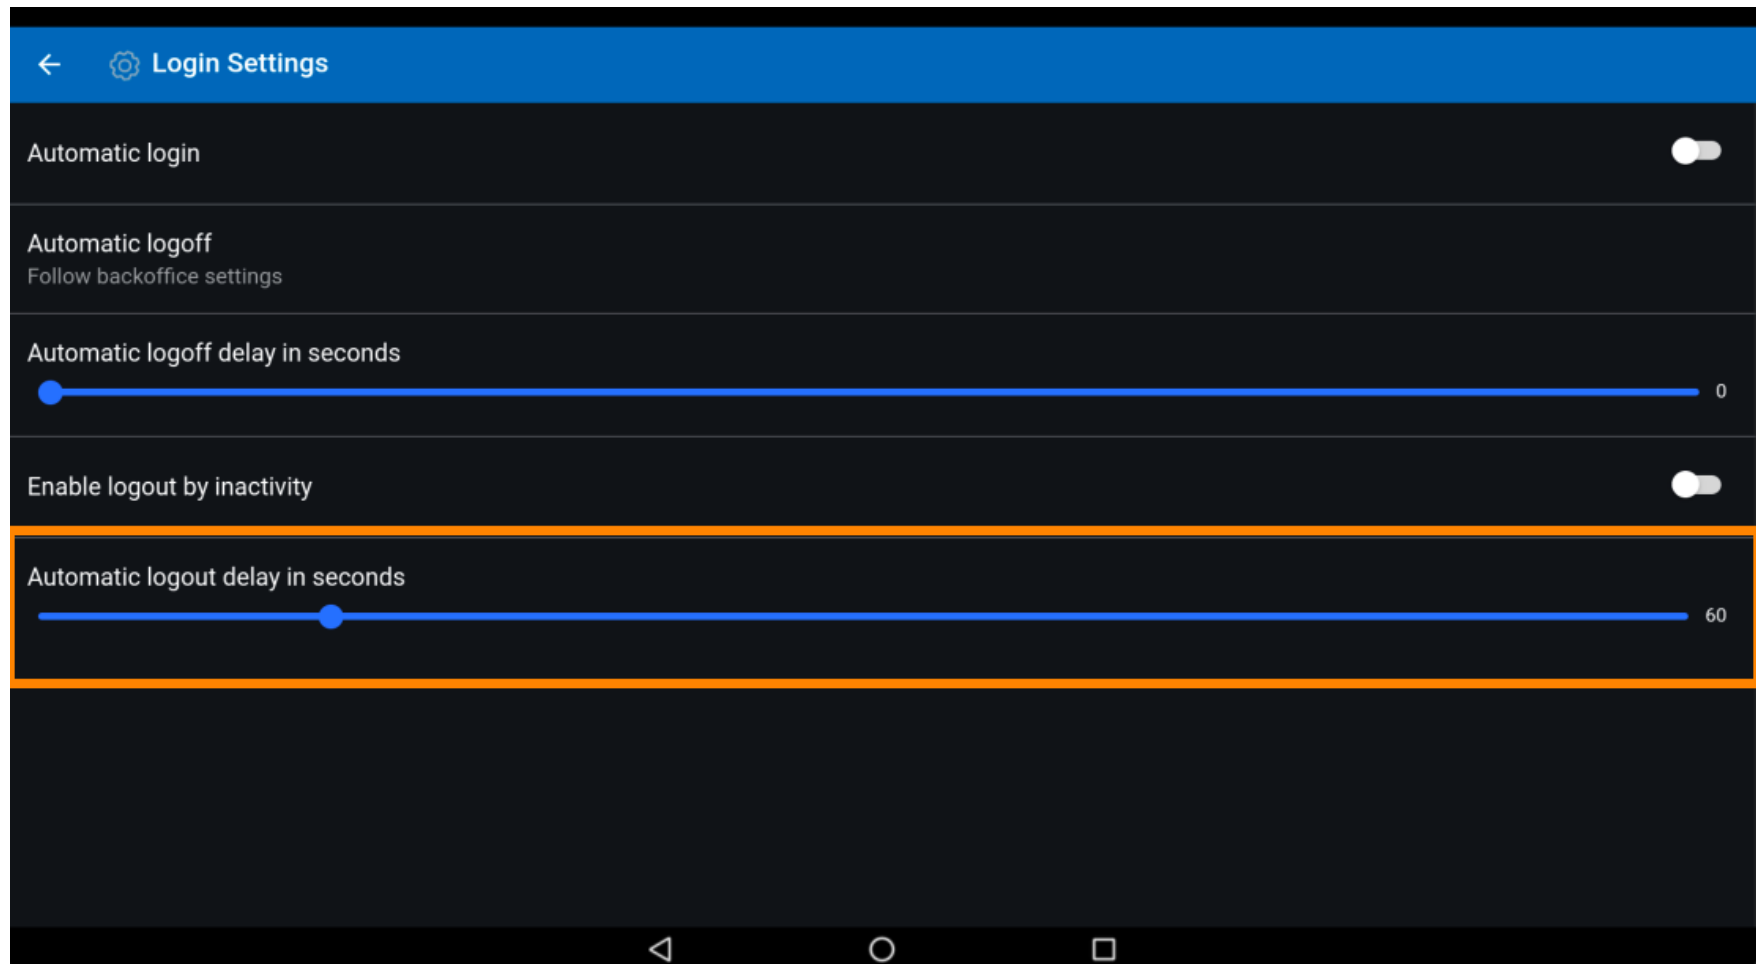 Login Settings
Automatic login
Automatic logoff
Follow backoffice settings
Automatic logoff delay in seconds
0
Enable logout by inactivity
Automatic logout delay in seconds
60